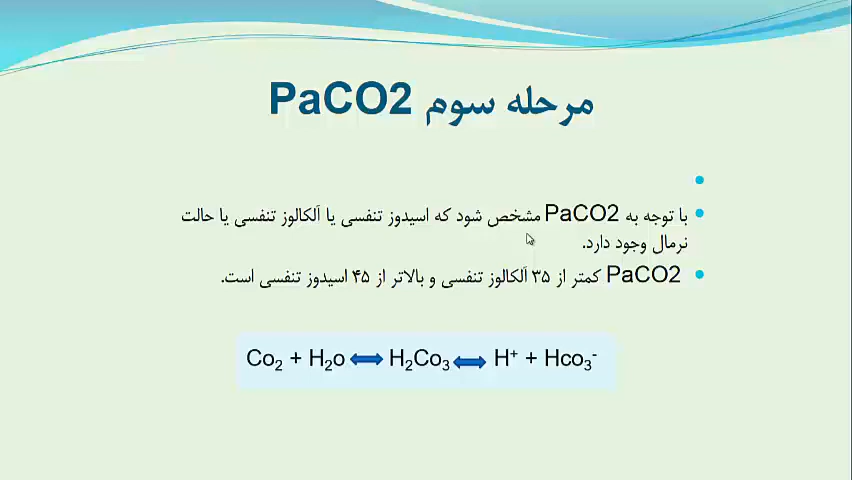 مرحله سوم PaCO2
با توجه به PaCO2 مشخص شود که اسیدوز تنفسی یا آلکالوز تنفسی یا حالت
نرمال وجود دارد.
PaCO2 کمتر از ۳۵ آلکالوز تنفسی و بالاتر از ۴۵ اسیدوز تنفسی است.
Co₂ + H₂o ⟺ H₂Co₃ ⟺ H⁺ + Hco₃⁻